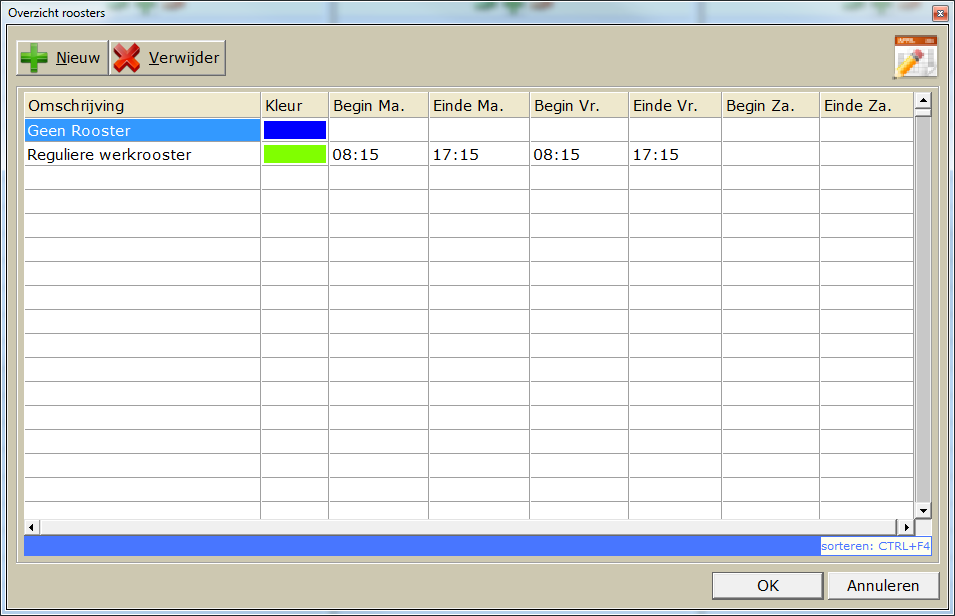 Overzicht roosters
Nieuw Verwijder
APRIL
Omschrijving Kleur Begin Ma. Einde Ma. Begin Vr. Einde Vr. Begin Za. Einde Za.
Geen Rooster
Reguliere werkrooster 08:15 17:15 08:15 17:15
sorteren: CTRL+F4
OK Annuleren